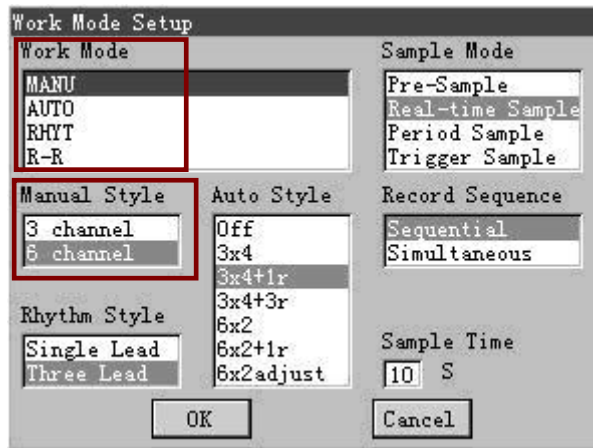 Work Mode Setup
Work Mode
MANU
AUTO
RHYT
R-R
Sample Mode
Pre-Sample
Real-time Sample
Period Sample
Trigger Sample
Manual Style
3 channel
6 channel
Auto Style
Off
3x4
3x4+1r
3x4+3r
6x2
6x2+1r
6x2adjust
Record Sequence
Sequential
Simultaneous
Rhythm Style
Single Lead
Three Lead
Sample Time
10 S
OK
Cancel